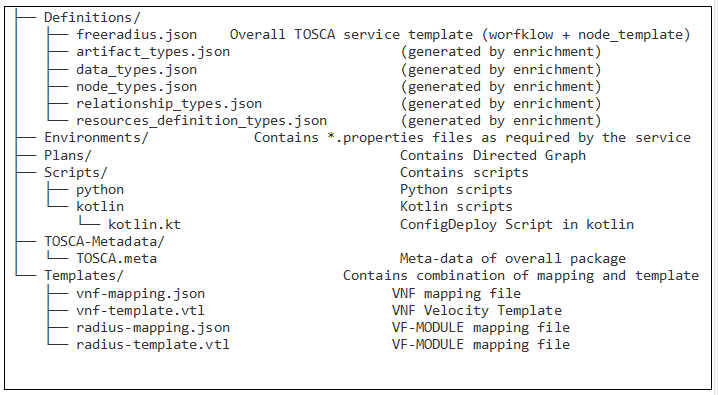 ├── Definitions/
│   ├── freeradius.json    Overall TOSCA service template (worfklow + node_template)
│   ├── artifact_types.json                     (generated by enrichment)
│   ├── data_types.json                         (generated by enrichment)
│   ├── node_types.json                         (generated by enrichment)
│   ├── relationship_types.json                 (generated by enrichment)
│   └── resources_definition_types.json         (generated by enrichment)
├── Environments/             Contains *.properties files as required by the service
├── Plans/                                      Contains Directed Graph
├── Scripts/                                    Contains scripts
│   ├── python                                  Python scripts
│   └── kotlin                                  Kotlin scripts
│       └── kotlin.kt                           ConfigDeploy Script in kotlin
├── TOSCA-Metadata/
│   └── TOSCA.meta                              Meta-data of overall package
└── Templates/                           Contains combination of mapping and template
    ├── vnf-mapping.json                       VNF mapping file
    ├── vnf-template.vtl                       VNF Velocity Template
    ├── radius-mapping.json                    VF-MODULE mapping file
    └── radius-template.vtl                    VF-MODULE mapping file